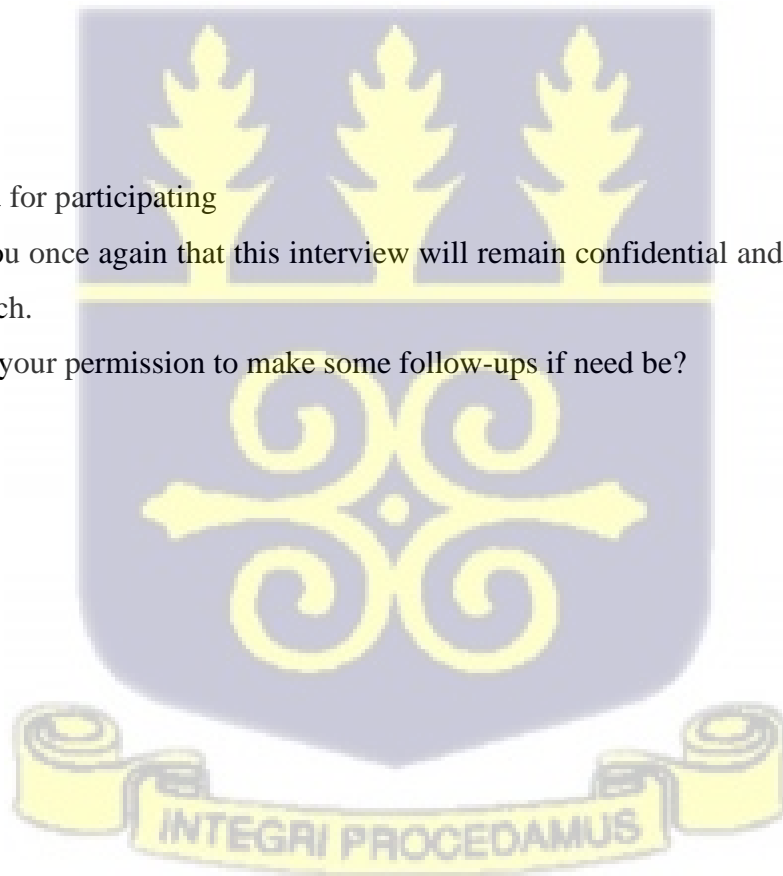 for participating
ou once again that this interview will remain confidential and
ch.
your permission to make some follow-ups if need be?
INTEGRI PROCEDAMUS